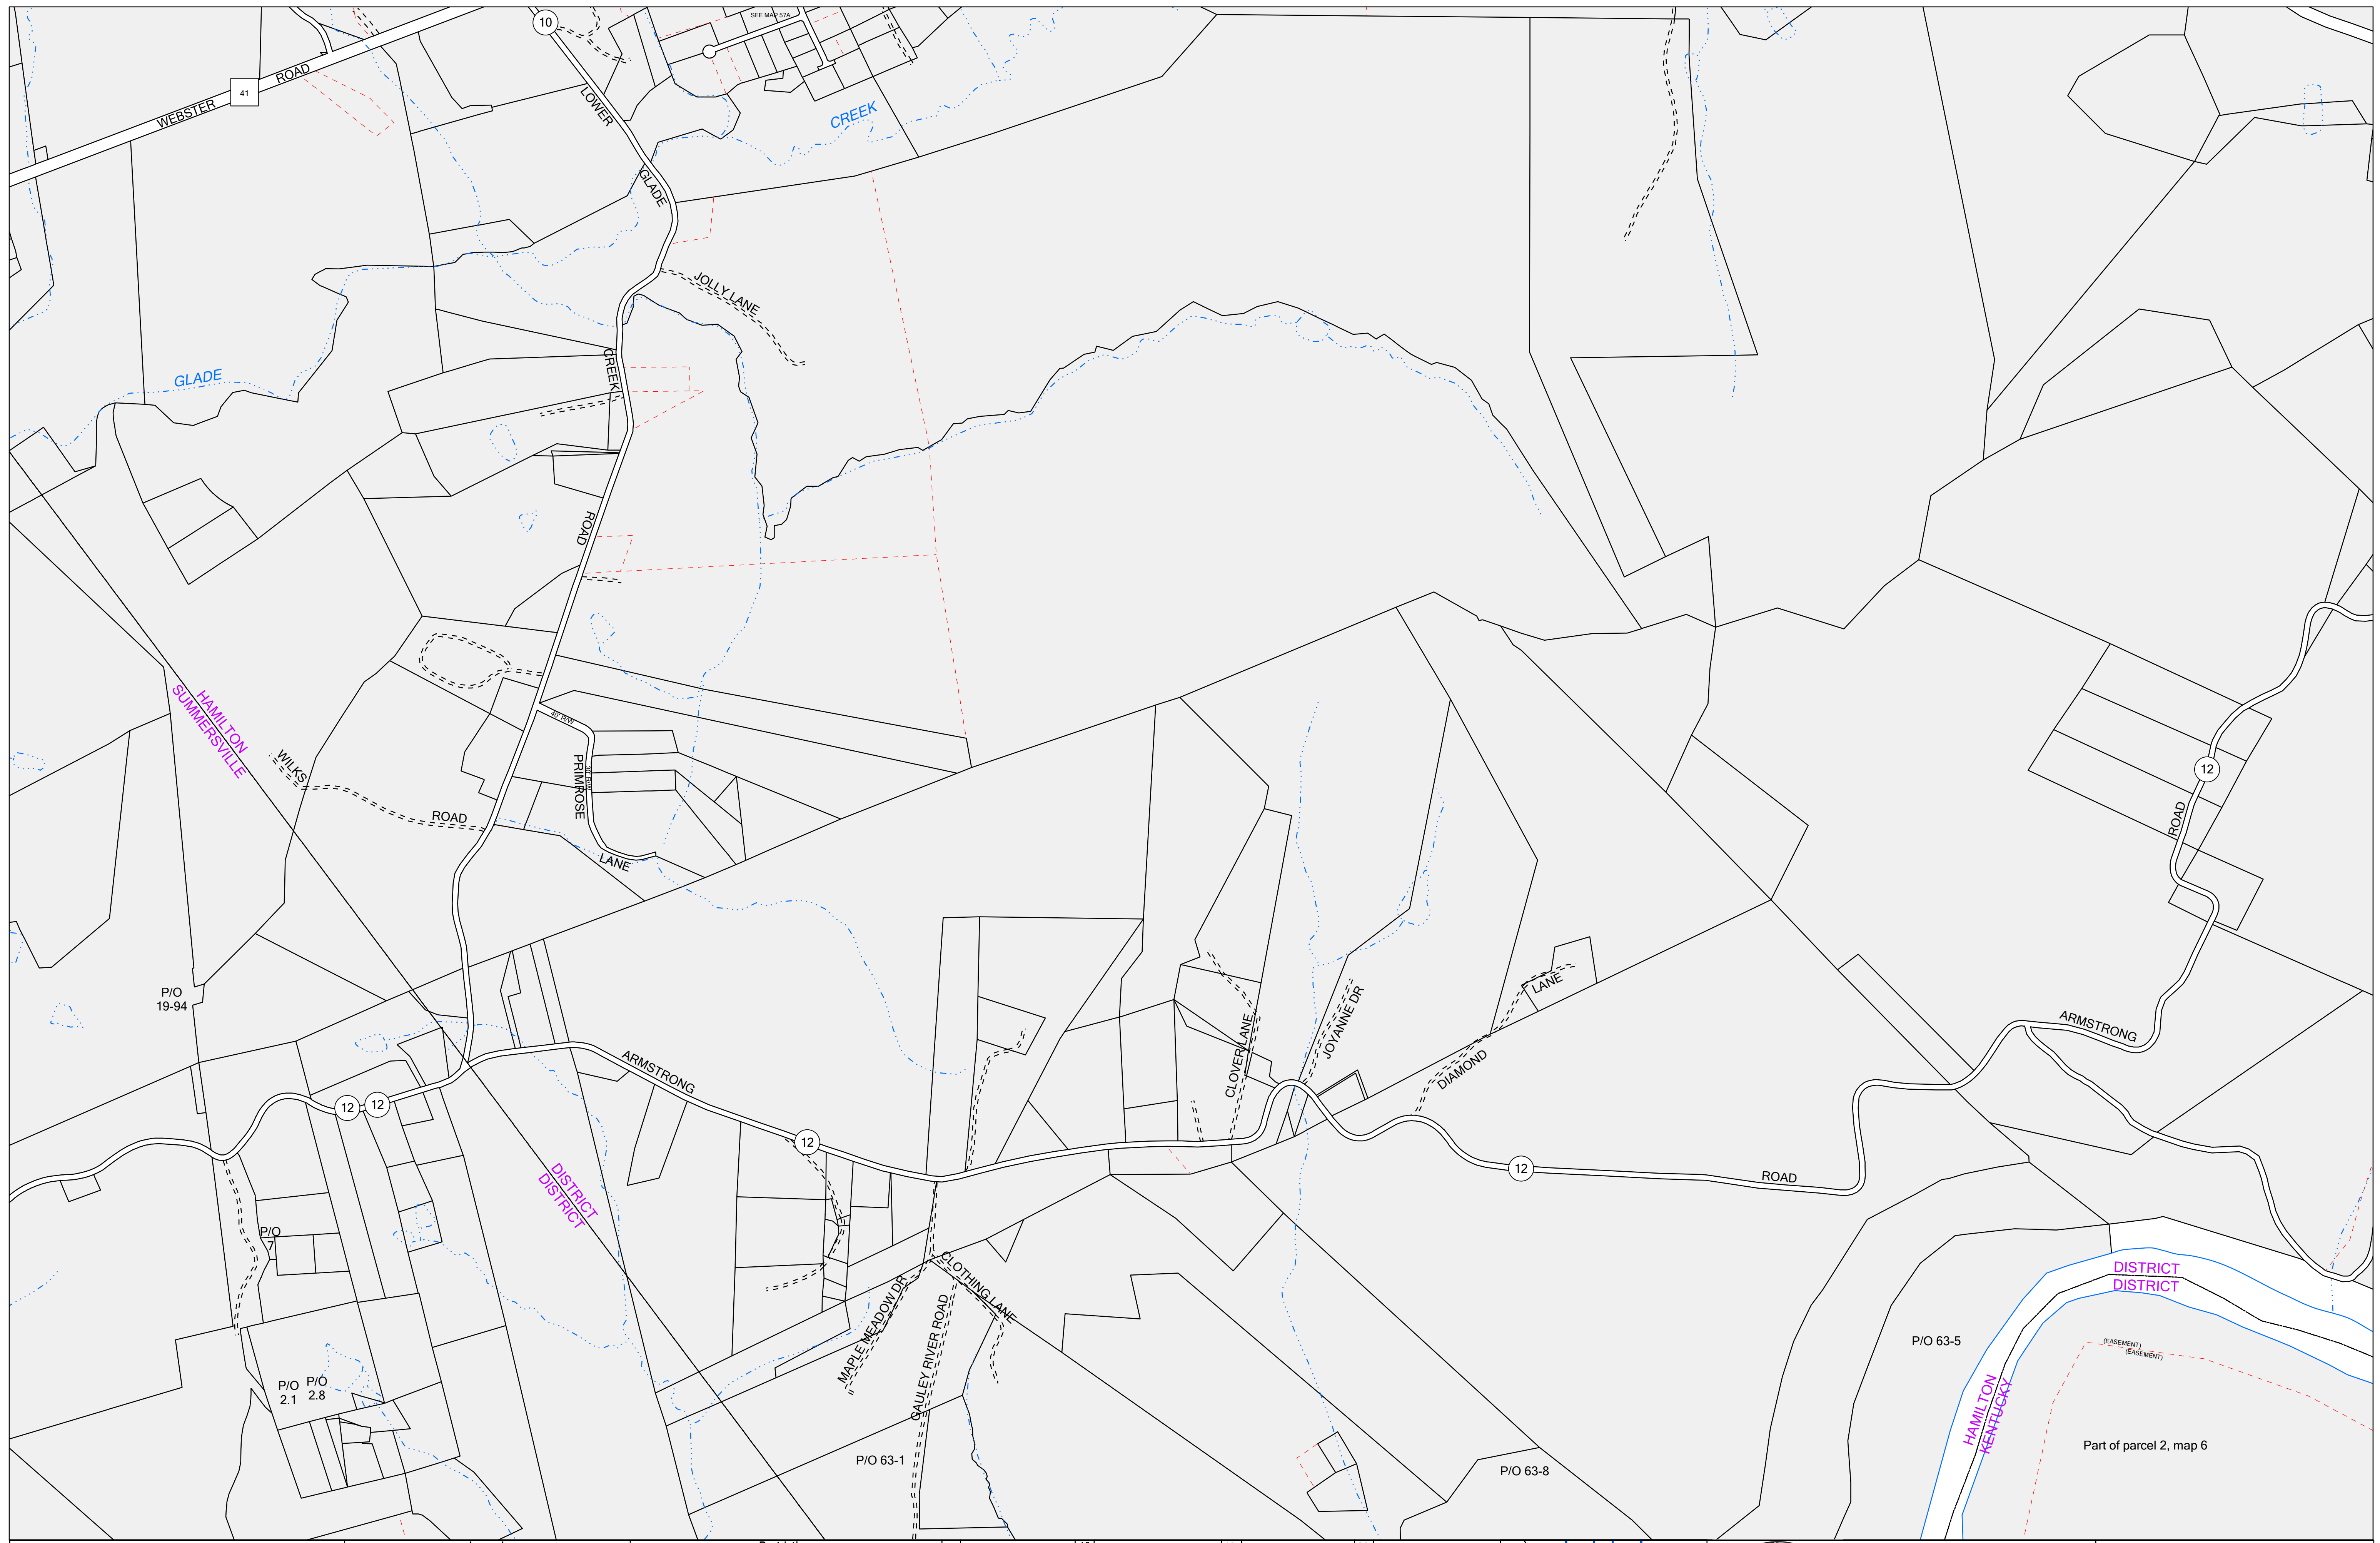 SEE MAP 57A
10
ROAD
41
WEBSTER
LOWER
CREEK
GLADE
JOLLY LANE
CREEK
GLADE
ROAD
HAMILTON
SUMMERSVILLE
40' R/W
PRIMROSE
WILKS
ROAD
LANE
12
ROAD
P/O
19-94
ARMSTRONG
CLOVER LANE
JOYANNE DR
LANE
DIAMOND
ARMSTRONG
12
12
12
12
ROAD
DISTRICT
DISTRICT
P/O
7
CLOTHING LANE
MAPLE MEADOW DR
GAULEY RIVER ROAD
DISTRICT
DISTRICT
P/O 63-5
(EASEMENT)
(EASEMENT)
P/O
2.1
P/O
2.8
HAMILTON
KENTUCKY
Part of parcel 2, map 6
P/O 63-1
P/O 63-8